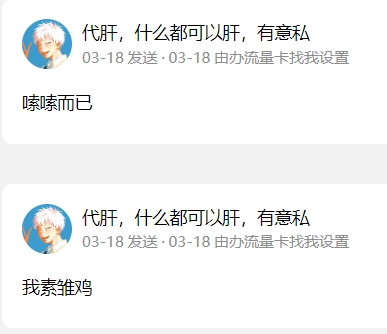 代肝，什么都可以肝，有意私
03-18 发送 · 03-18 由办流量卡找我设置
嗦嗦而已
代肝，什么都可以肝，有意私
03-18 发送 · 03-18 由办流量卡找我设置
我素雏鸡